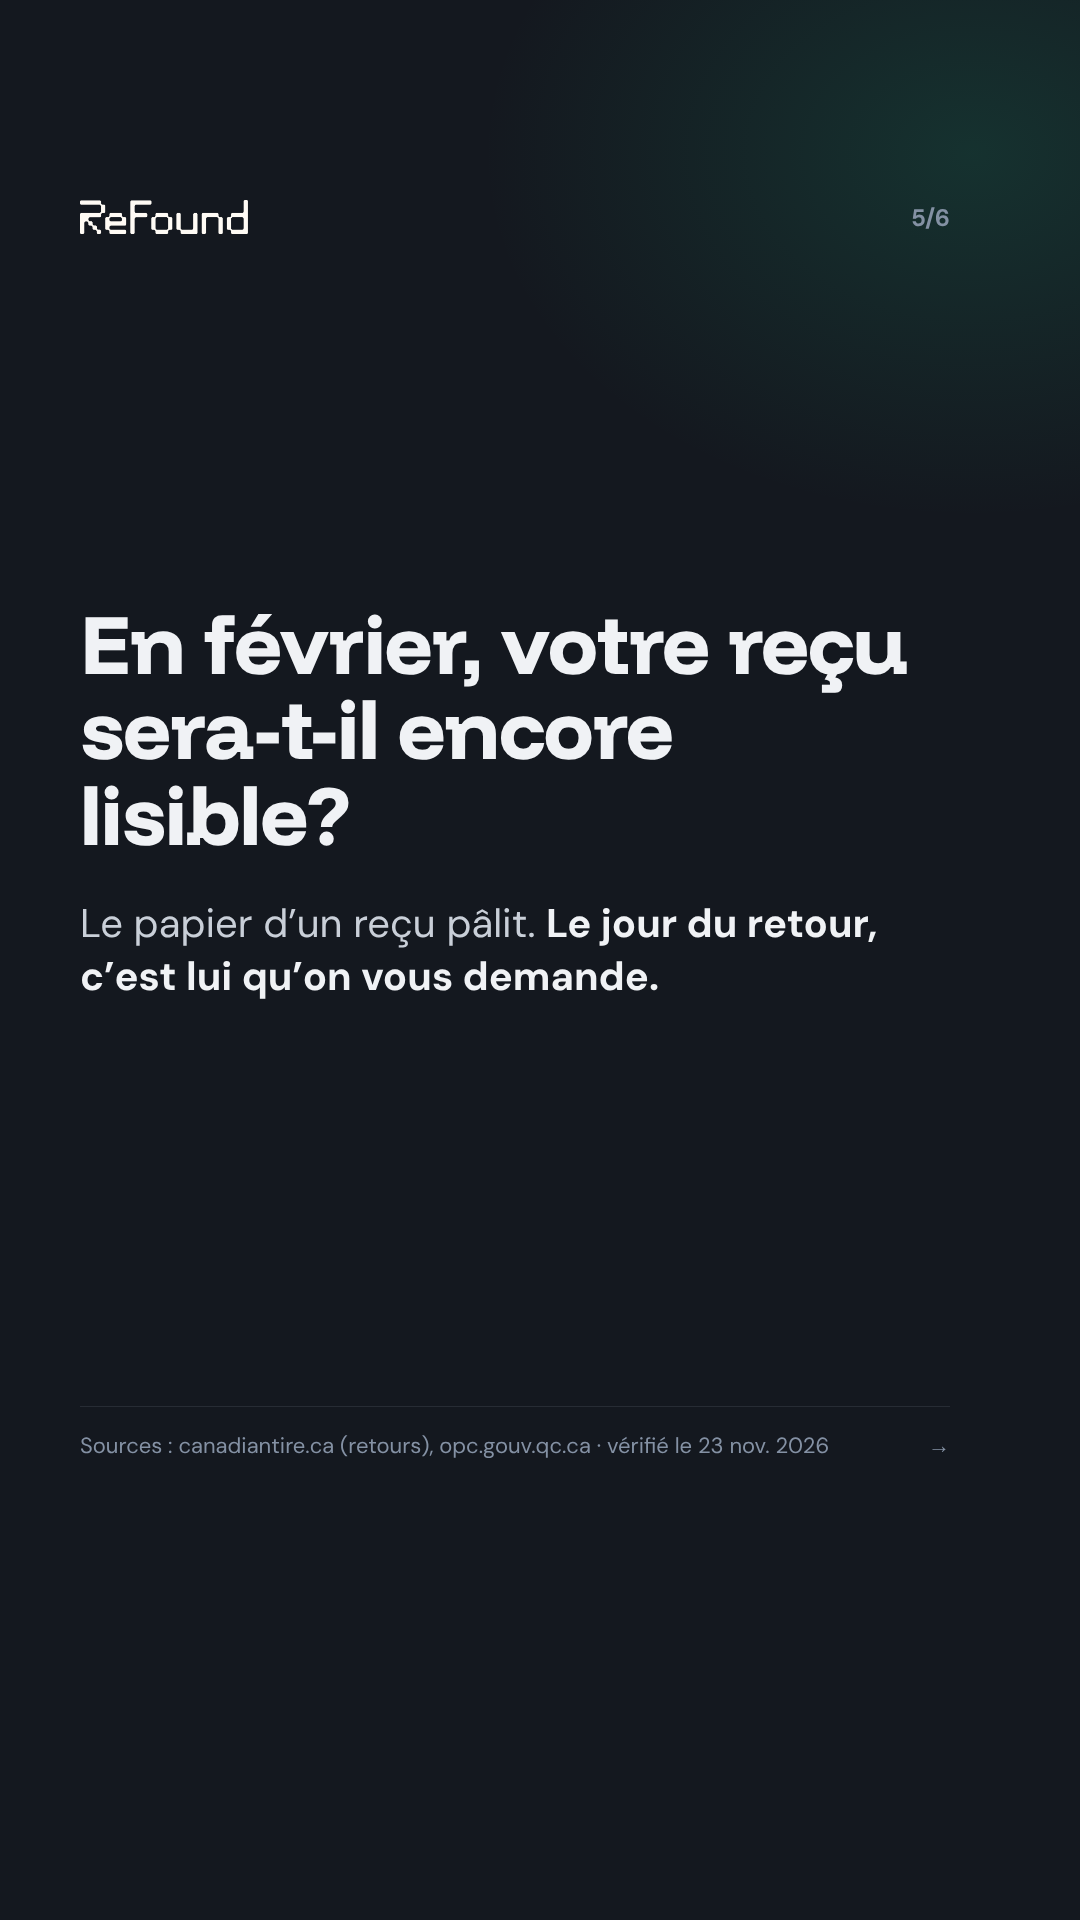 ReFound
5/6
En février, votre reçu
sera-t-il encore
lisible?
Le papier d’un reçu pâlit. Le jour du retour,
c’est lui qu’on vous demande.
Sources : canadiantire.ca (retours), opc.gouv.qc.ca · vérifié le 23 nov. 2026 →